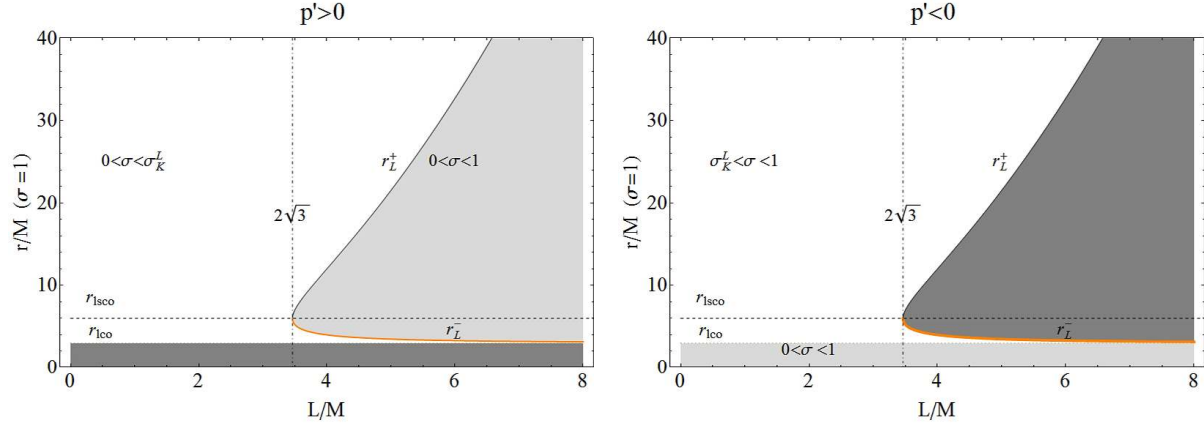 p'>0
40
30
20
10
0
r/M (σ=1)
0<σ<σ_K^L
r_L^+
0<σ<1
2√3
r_lsco
r_lco
r_L^-
0
2
4
6
8
L/M
p'<0
40
30
20
10
0
r/M (σ=1)
σ_K^L<σ<1
r_L^+
2√3
r_lsco
r_lco
r_L^-
0<σ<1
0
2
4
6
8
L/M